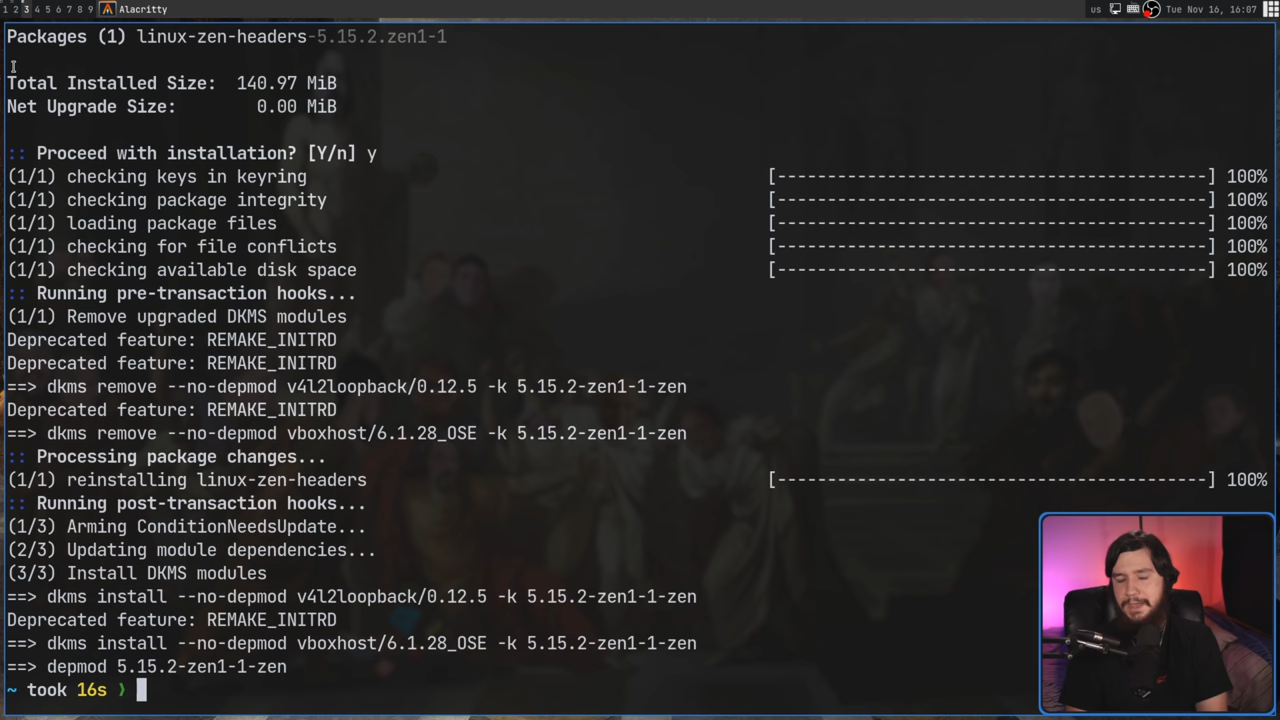 1 2 3 4 5 6 7 8 9 Alacritty us Tue Nov 16, 16:07
Packages (1) linux-zen-headers-5.15.2.zen1-1
Total Installed Size: 140.97 MiB
Net Upgrade Size: 0.00 MiB
:: Proceed with installation? [Y/n] y
(1/1) checking keys in keyring [-------------------------------------------] 100%
(1/1) checking package integrity [-------------------------------------------] 100%
(1/1) loading package files [-------------------------------------------] 100%
(1/1) checking for file conflicts [-------------------------------------------] 100%
(1/1) checking available disk space [-------------------------------------------] 100%
:: Running pre-transaction hooks...
(1/1) Remove upgraded DKMS modules
Deprecated feature: REMAKE_INITRD
Deprecated feature: REMAKE_INITRD
==> dkms remove --no-depmod v4l2loopback/0.12.5 -k 5.15.2-zen1-1-zen
Deprecated feature: REMAKE_INITRD
==> dkms remove --no-depmod vboxhost/6.1.28_OSE -k 5.15.2-zen1-1-zen
:: Processing package changes...
(1/1) reinstalling linux-zen-headers [-------------------------------------------] 100%
:: Running post-transaction hooks...
(1/3) Arming ConditionNeedsUpdate...
(2/3) Updating module dependencies...
(3/3) Install DKMS modules
==> dkms install --no-depmod v4l2loopback/0.12.5 -k 5.15.2-zen1-1-zen
Deprecated feature: REMAKE_INITRD
==> dkms install --no-depmod vboxhost/6.1.28_OSE -k 5.15.2-zen1-1-zen
==> depmod 5.15.2-zen1-1-zen
~ took 16s ❯